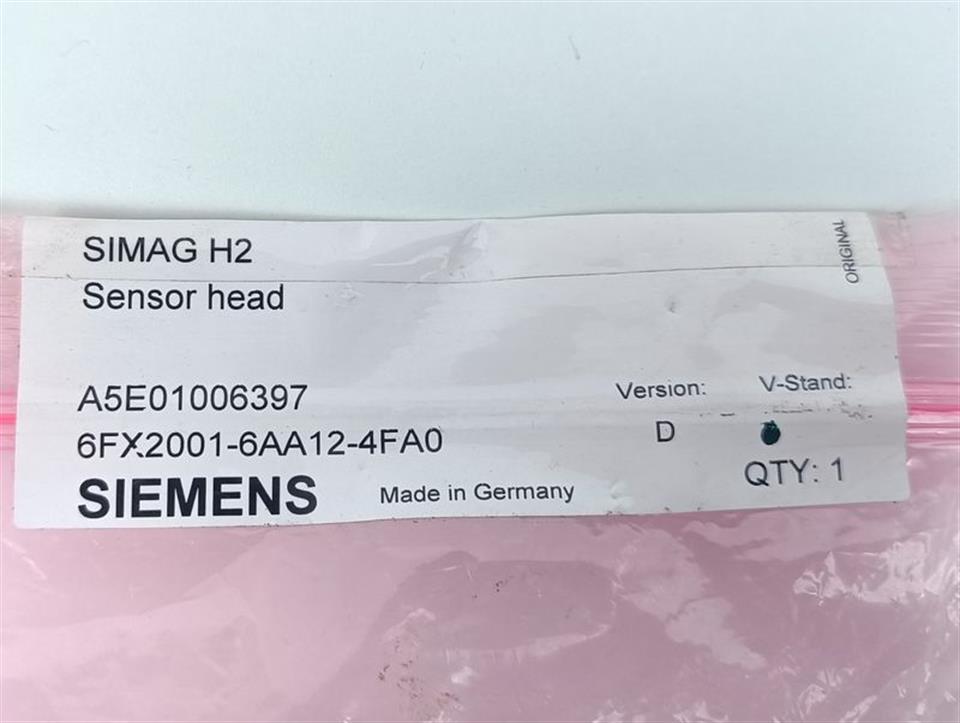 ORIGINAL
SIMAG H2
Sensor head
A5E01006397
6FX2001-6AA12-4FA0
Version: V-Stand:
D
QTY: 1
SIEMENS
Made in Germany